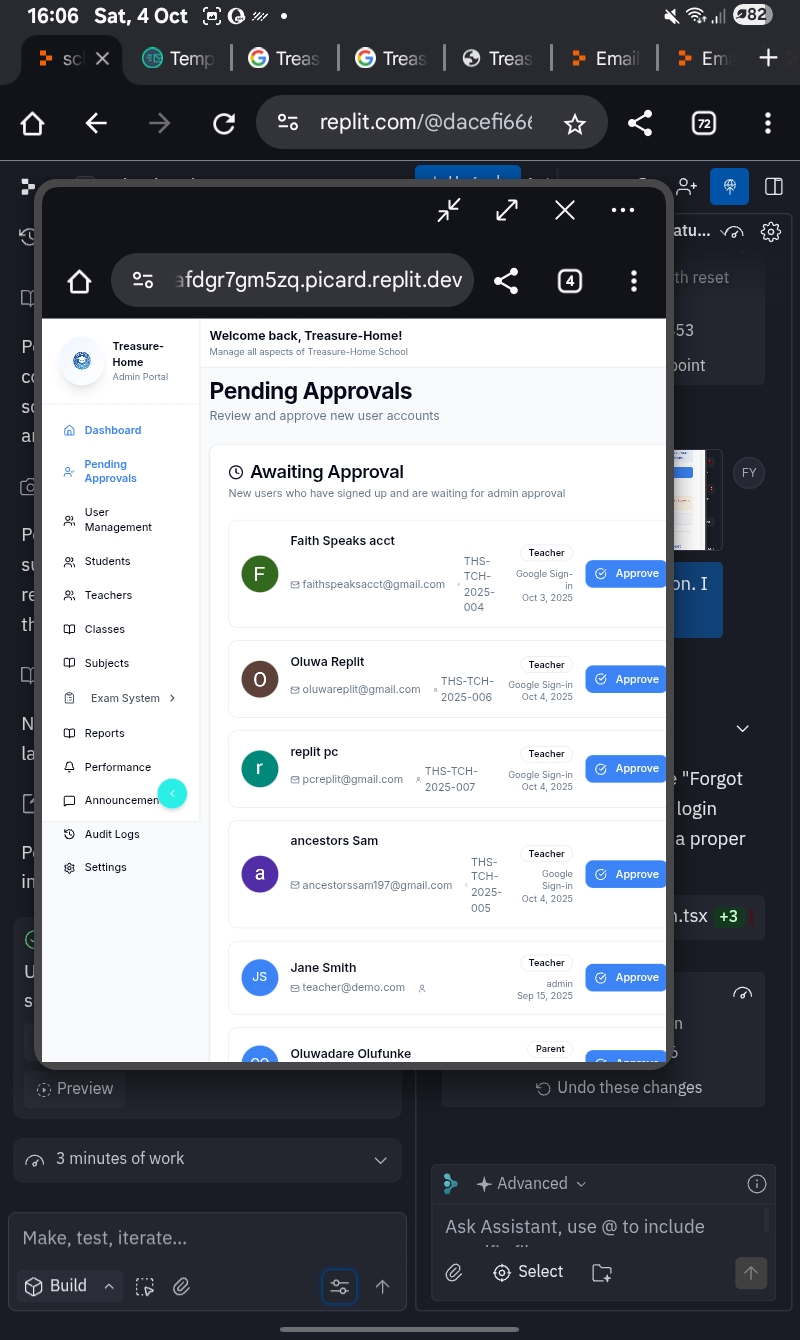 16:06 Sat, 4 Oct
82
Temp
Treas
Treas
Treas
Email
replit.com/@dacefi666
72
afdgr7gm5zq.picard.replit.dev
4
Treasure-
Home
Admin Portal
Welcome back, Treasure-Home!
Manage all aspects of Treasure-Home School
Pending Approvals
Review and approve new user accounts
Dashboard
Pending
Approvals
User
Management
Students
Teachers
Classes
Subjects
Exam System
Reports
Performance
Announcemen
Audit Logs
Settings
Awaiting Approval
New users who have signed up and are waiting for admin approval
F
Faith Speaks acct
faithspeaksacct@gmail.com
THS-
TCH-
2025-
004
Teacher
Google Sign-
in
Oct 3, 2025
Approve
O
Oluwa Replit
oluwareplit@gmail.com
THS-TCH-
2025-006
Teacher
Google Sign-in
Oct 4, 2025
Approve
r
replit pc
pcreplit@gmail.com
THS-TCH-
2025-007
Teacher
Google Sign-in
Oct 4, 2025
Approve
a
ancestors Sam
ancestorssam197@gmail.com
THS-
TCH-
2025-
005
Teacher
Google
Sign-in
Oct 4, 2025
Approve
JS
Jane Smith
teacher@demo.com
Teacher
admin
Sep 15, 2025
Approve
Oluwadare Olufunke
Parent
atu...
th reset
53
point
FY
on. I
"Forgot
login
a proper
n.tsx +3
Undo these changes
Preview
3 minutes of work
Make, test, iterate...
Build
Advanced
Ask Assistant, use @ to include
Select